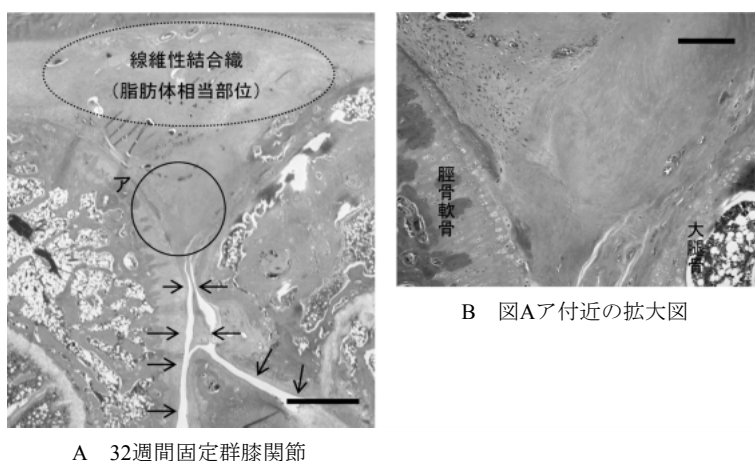 線維性結合織
(脂肪体相当部位)
ア
A 32週間固定群膝関節
脛骨軟骨
大腿骨
B 図Aア付近の拡大図